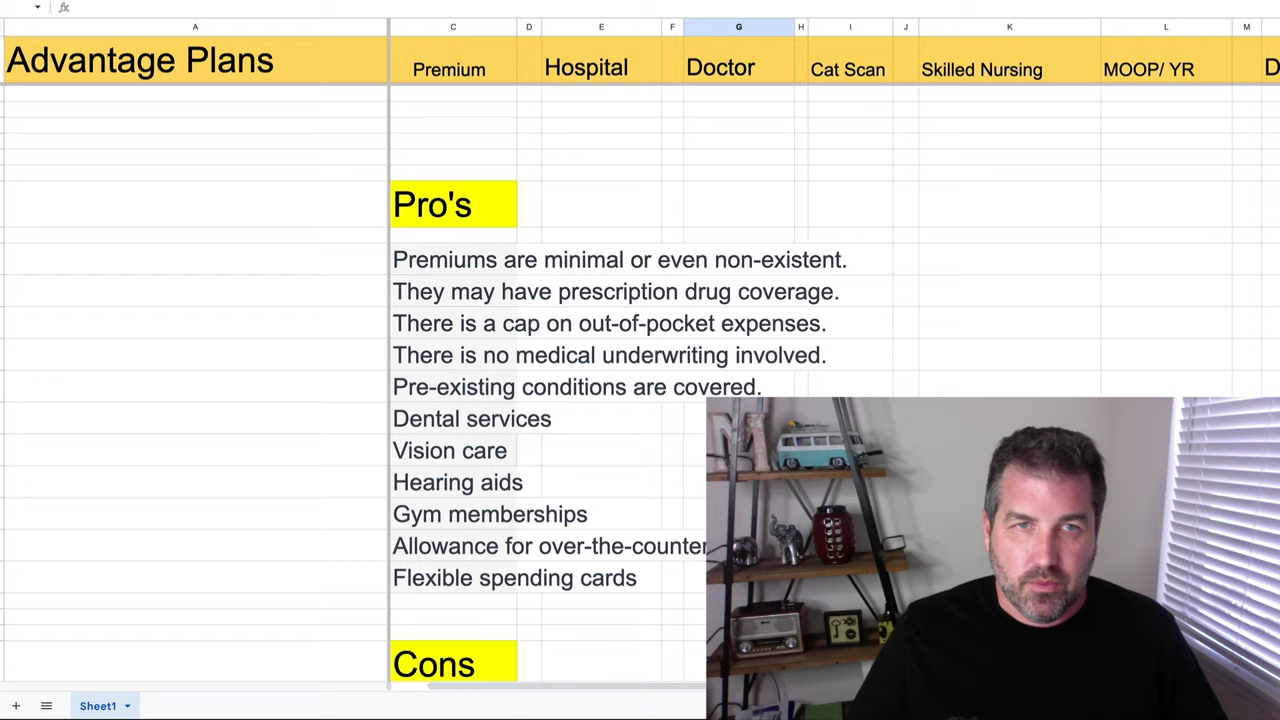 fx
A C D E F G H I J K L M
Advantage Plans Premium Hospital Doctor Cat Scan Skilled Nursing MOOP/ YR D
Pro's
Premiums are minimal or even non-existent.
They may have prescription drug coverage.
There is a cap on out-of-pocket expenses.
There is no medical underwriting involved.
Pre-existing conditions are covered.
Dental services
Vision care
Hearing aids
Gym memberships
Allowance for over-the-counter
Flexible spending cards
Cons
Sheet1